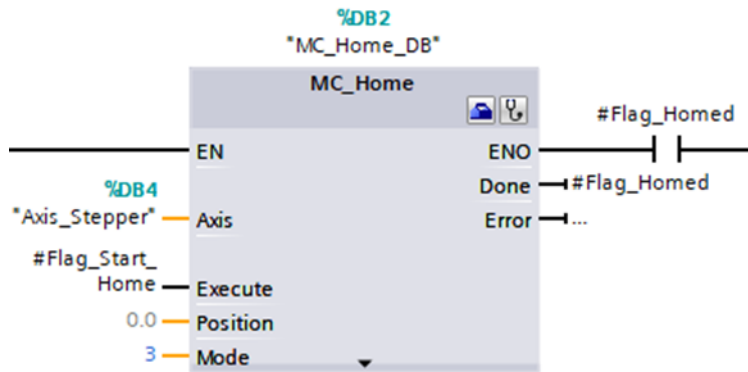 %DB2
"MC_Home_DB"
MC_Home
#Flag_Homed
EN
ENO
%DB4
Done
#Flag_Homed
"Axis_Stepper"
Axis
Error
...
#Flag_Start_
Home
Execute
0.0
Position
3
Mode